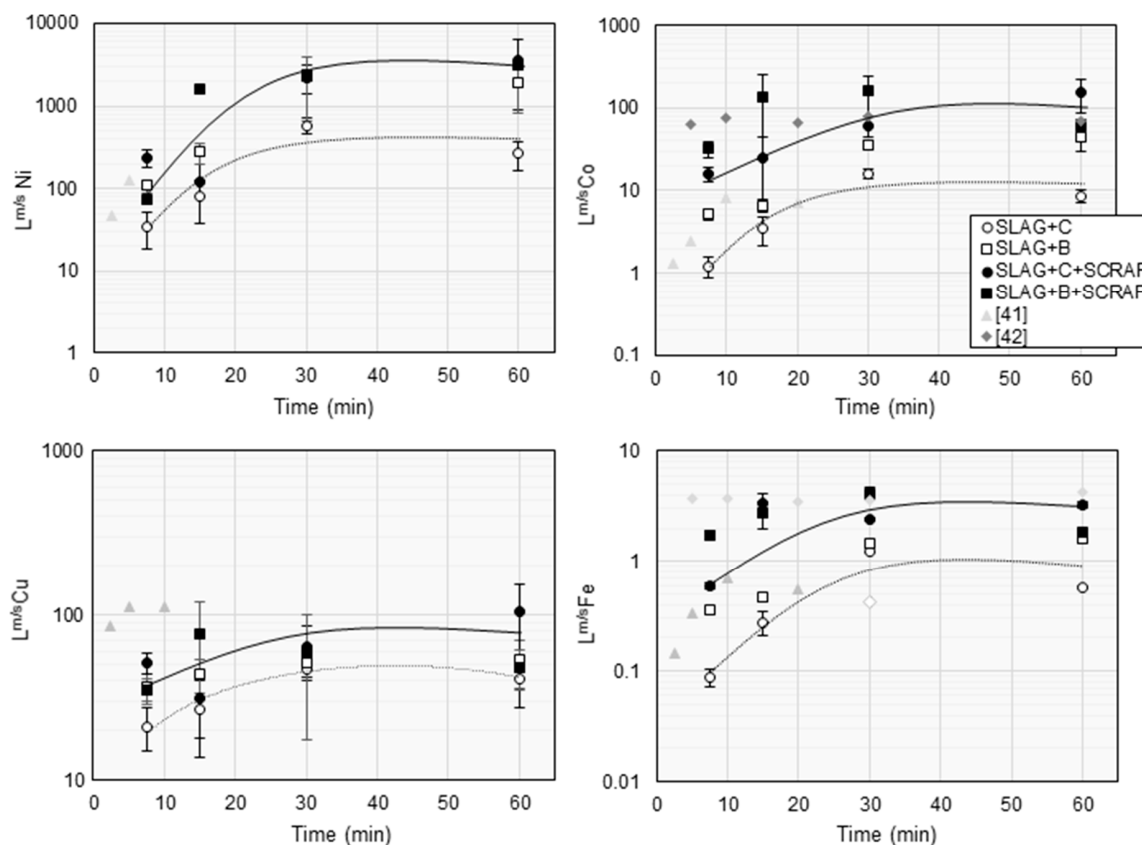 10000
1000
100
10
1
L^m/s Ni
0 10 20 30 40 50 60
Time (min)
1000
100
10
1
0.1
L^m/s Co
0 10 20 30 40 50 60
Time (min)
SLAG+C
SLAG+B
SLAG+C+SCRAP
SLAG+B+SCRAP
[41]
[42]
1000
100
10
L^m/s Cu
0 10 20 30 40 50 60
Time (min)
10
1
0.1
0.01
L^m/s Fe
0 10 20 30 40 50 60
Time (min)